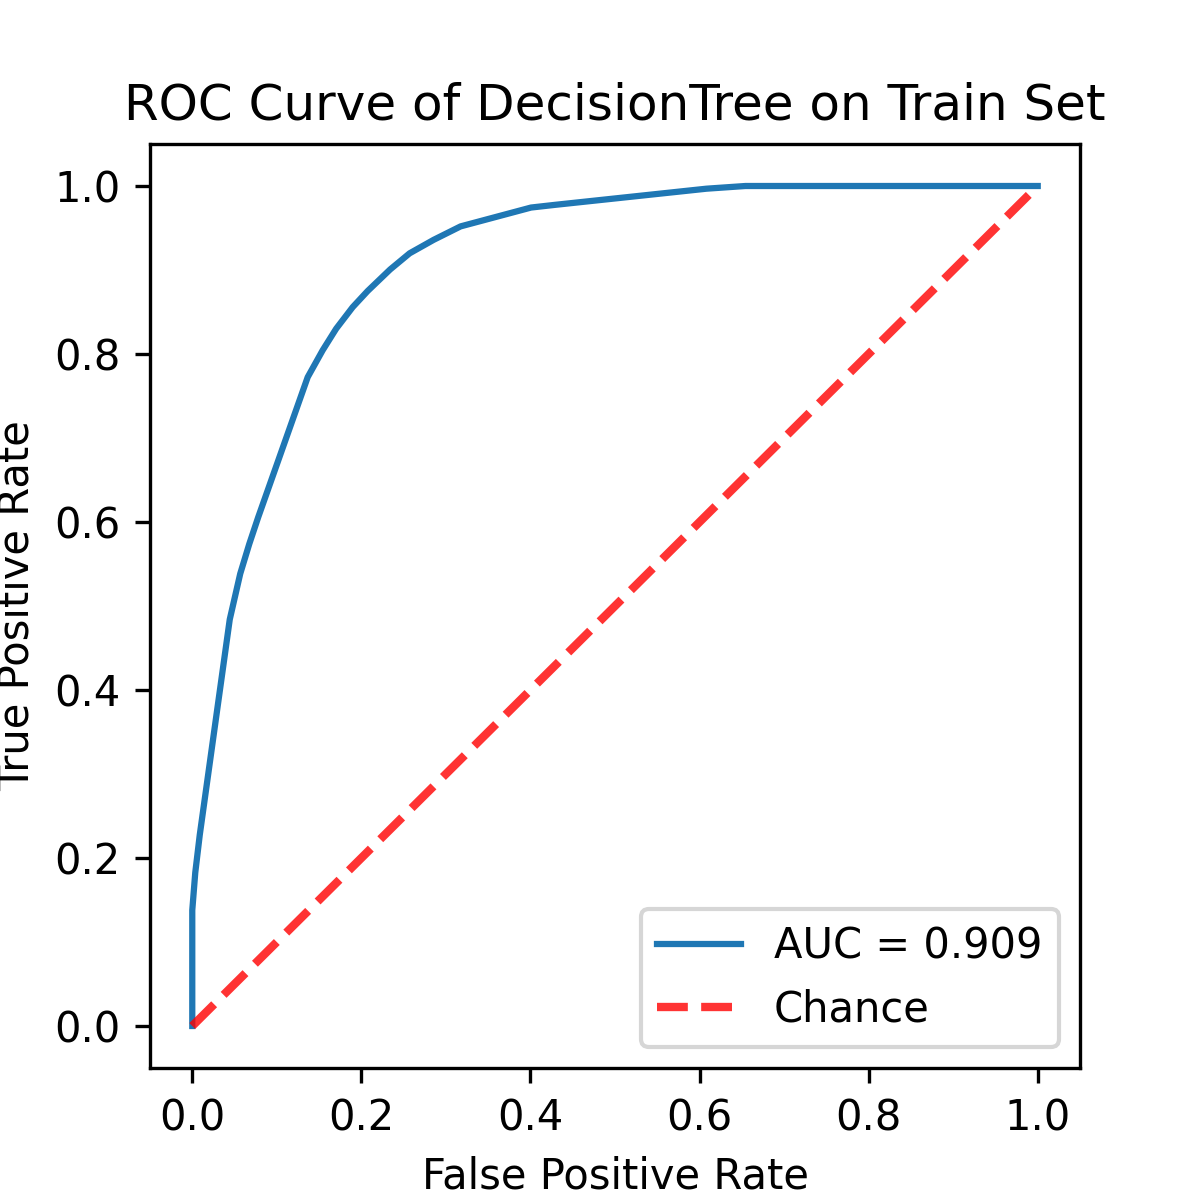 ROC Curve of DecisionTree on Train Set
1.0
0.8
0.6
0.4
0.2
0.0
True Positive Rate
0.0 0.2 0.4 0.6 0.8 1.0
False Positive Rate
AUC = 0.909
Chance